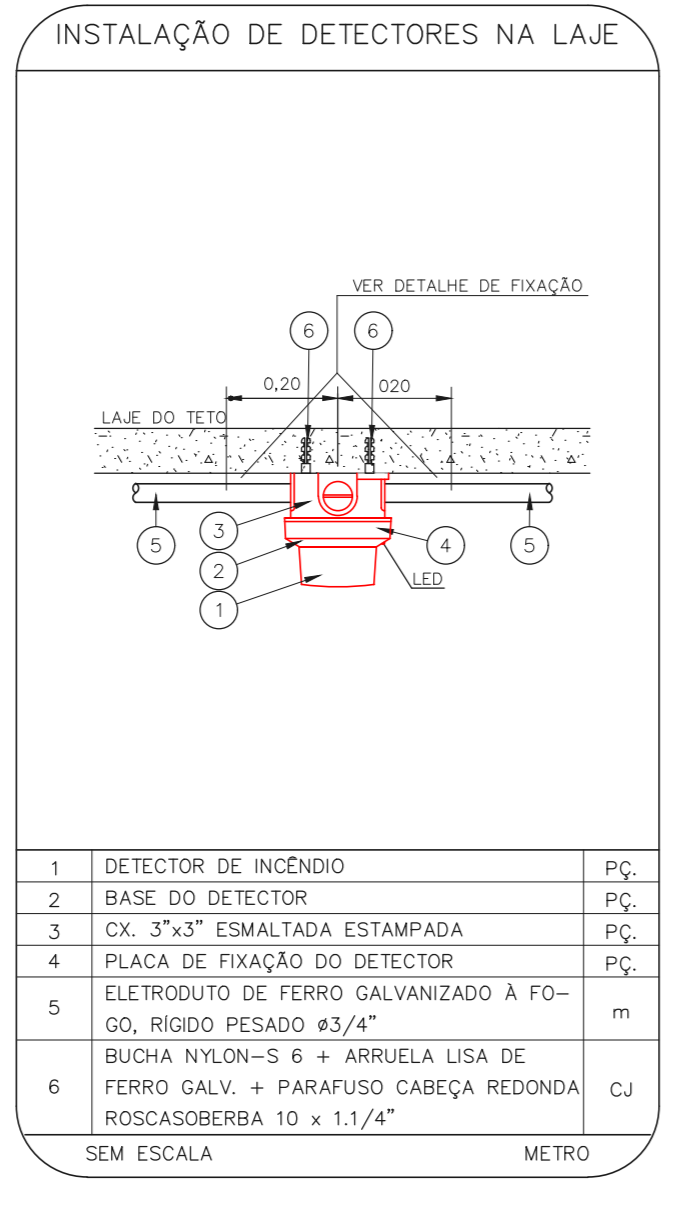 INSTALAÇÃO DE DETECTORES NA LAJE
VER DETALHE DE FIXAÇÃO
6
6
0,20
020
LAJE DO TETO
3
5
4
5
2
LED
1
1 DETECTOR DE INCÊNDIO PÇ.
2 BASE DO DETECTOR PÇ.
3 CX. 3"x3" ESMALTADA ESTAMPADA PÇ.
4 PLACA DE FIXAÇÃO DO DETECTOR PÇ.
5 ELETRODUTO DE FERRO GALVANIZADO À FO-
GO, RÍGIDO PESADO ø3/4" m
BUCHA NYLON-S 6 + ARRUELA LISA DE
6 FERRO GALV. + PARAFUSO CABEÇA REDONDA CJ
ROSCASOBERBA 10 x 1.1/4"
SEM ESCALA METRO